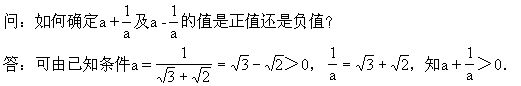 问：如何确定a+1/a及a-1/a的值是正值还是负值？
答：可由已知条件a=1/(√3+√2)=√3-√2>0，1/a=√3+√2，知a+1/a>0.